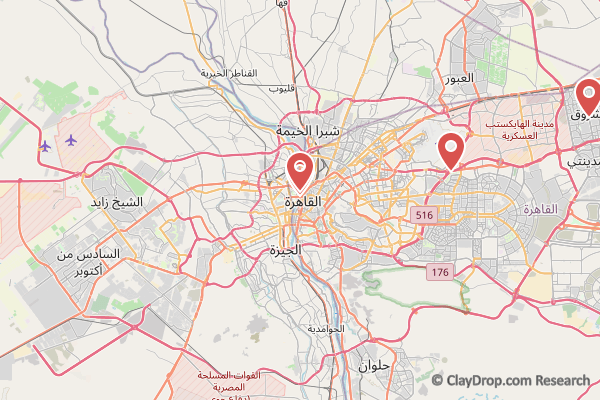 قها
القناطر الخيرية
قليوب
العبور
شبرا الخيمة
مدينة الهايكستب
العسكرية
مدينتي
الشيخ زايد
القاهرة
516
القاهرة
السادس من
أكتوبر
الجيزة
176
الحوامدية
حلوان
القوات المسلحة
المصرية
© ClayDrop.com Research